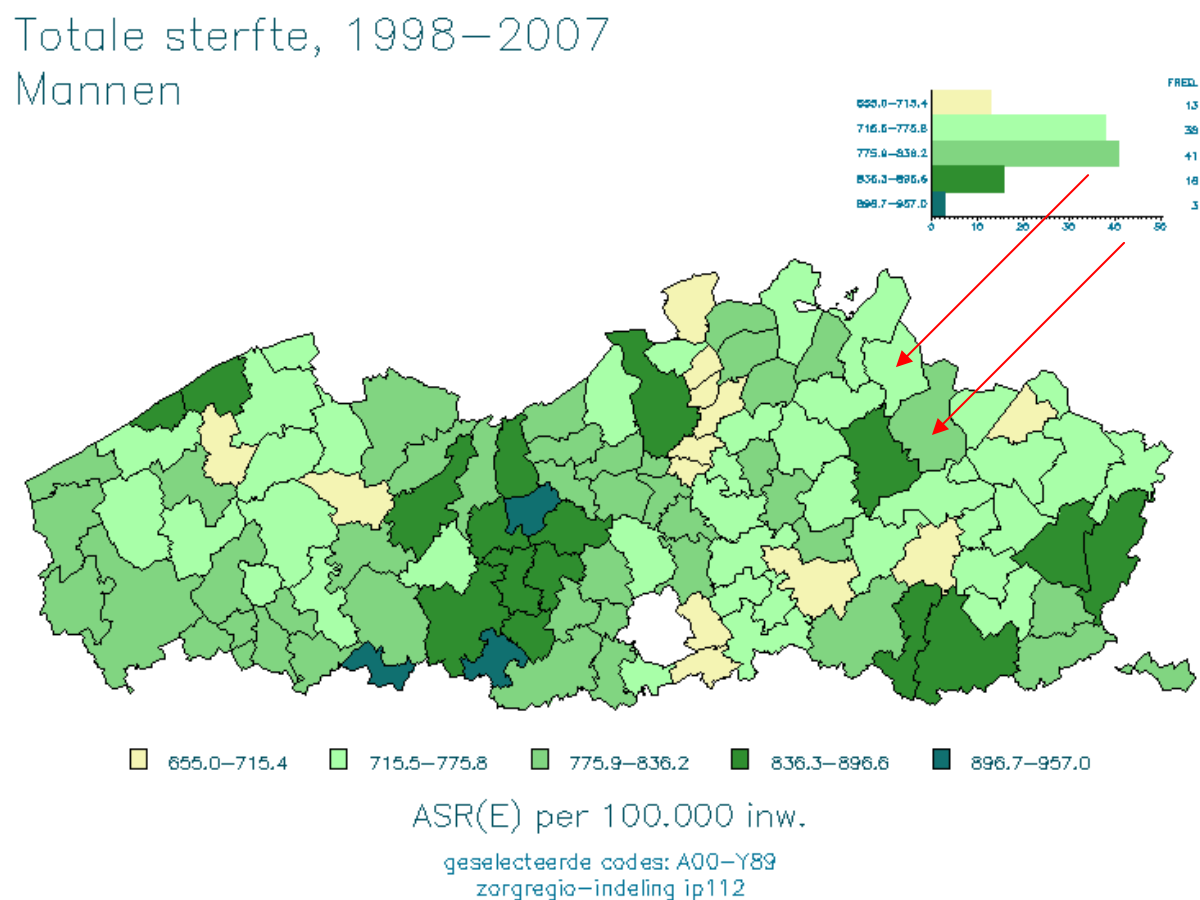 Totale sterfte, 1998–2007
Mannen
FREQ.
655.0–715.4 13
715.5–775.8 38
775.9–836.2 41
836.3–896.6 16
896.7–957.0 3
0 10 20 30 40 50
655.0–715.4 715.5–775.8 775.9–836.2 836.3–896.6 896.7–957.0
ASR(E) per 100.000 inw.
geselecteerde codes: A00–Y89
zorgregio–indeling ip112